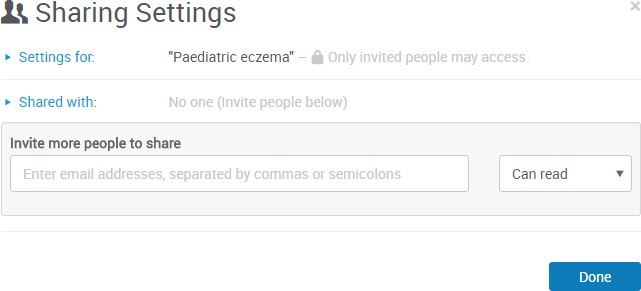 Sharing Settings
Settings for: "Paediatric eczema" – Only invited people may access.
Shared with: No one (Invite people below)
Invite more people to share
Enter email addresses, separated by commas or semicolons Can read
Done